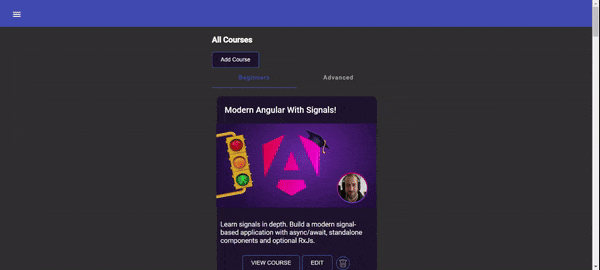 All Courses
Add Course
Beginners
Advanced
Modern Angular With Signals!
Learn signals in depth. Build a modern signal-
based application with async/await, standalone
components and optional RxJs.
VIEW COURSE
EDIT